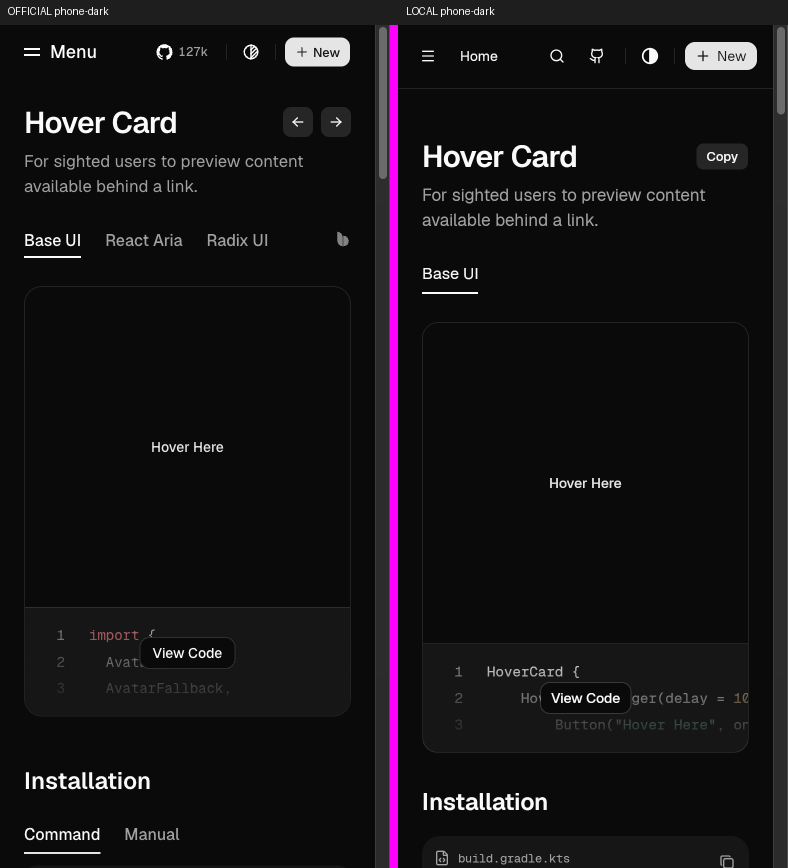 OFFICIAL phone-dark
Menu
127k
New
Hover Card
For sighted users to preview content
available behind a link.
Base UI
React Aria
Radix UI
Hover Here
1 import {
2 Avat
3 AvatarFallback,
View Code
Installation
Command
Manual
LOCAL phone-dark
Home
New
Hover Card
Copy
For sighted users to preview content
available behind a link.
Base UI
Hover Here
1 HoverCard {
2 Hov ger(delay = 10
3 Button("Hover Here", on
View Code
Installation
build.gradle.kts